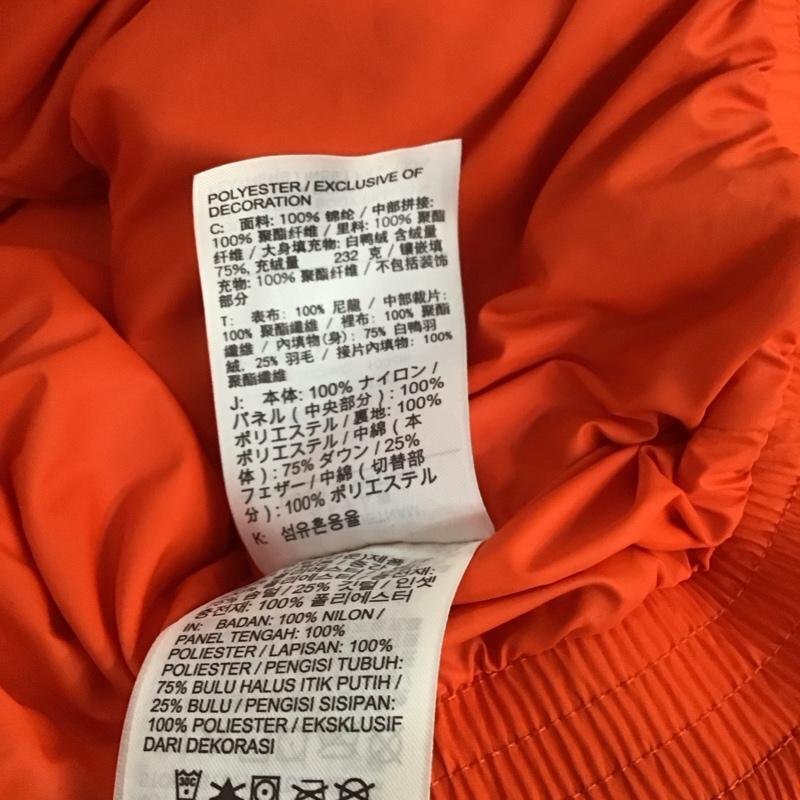 POLYESTER / EXCLUSIVE OF
DECORATION
C: 面料: 100% 锦纶 / 中部拼接:
100% 聚酯纤维 / 里料: 100% 聚酯
纤维 / 大身填充物: 白鸭绒 含绒量
75%, 充绒量 232 克 / 镶嵌填
充物: 100% 聚酯纤维 / 不包括装饰
部分
T: 表布: 100% 尼龍 / 中部裁片:
100% 聚酯纖維 / 裡布: 100% 聚酯
纖維 / 內填物(身): 75% 白鴨羽
絨, 25% 羽毛 / 接片內填物: 100%
聚酯纖維
J: 本体: 100% ナイロン /
パネル ( 中央部分 ) : 100%
ポリエステル / 裏地: 100%
ポリエステル / 中綿 ( 本
体 ) : 75% ダウン / 25%
フェザー / 中綿 ( 切替部
分 ) : 100% ポリエステル
K: 섬유혼용율
솜털 / 25% 깃털 / 인셋
충전재: 100% 폴리에스터
IN: BADAN: 100% NILON /
PANEL TENGAH: 100%
POLIESTER / LAPISAN: 100%
POLIESTER / PENGISI TUBUH:
75% BULU HALUS ITIK PUTIH /
25% BULU / PENGISI SISIPAN:
100% POLIESTER / EKSKLUSIF
DARI DEKORASI
30C